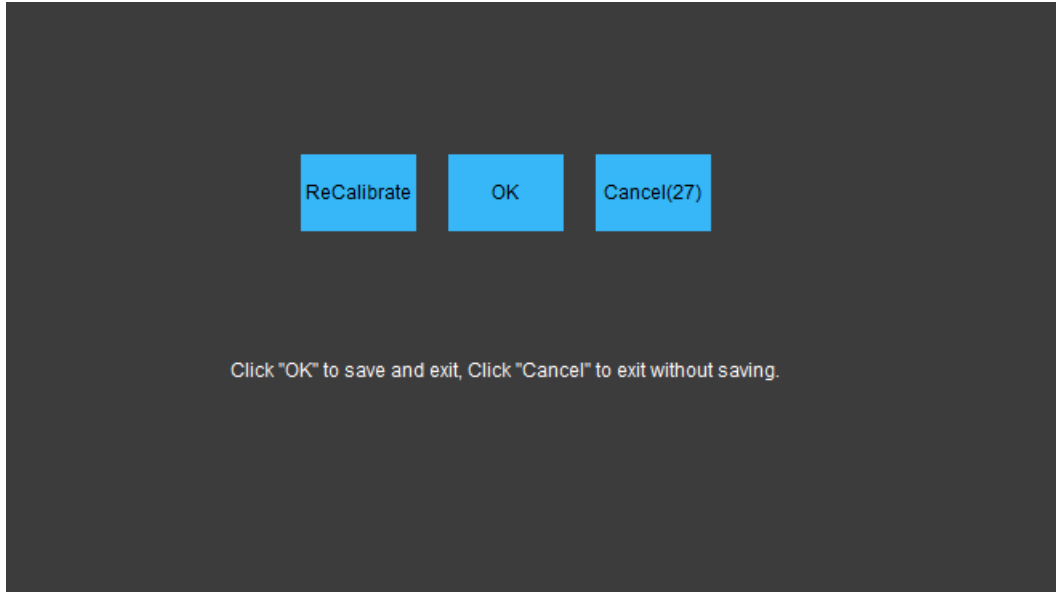 ReCalibrate OK Cancel(27)
Click "OK" to save and exit, Click "Cancel" to exit without saving.